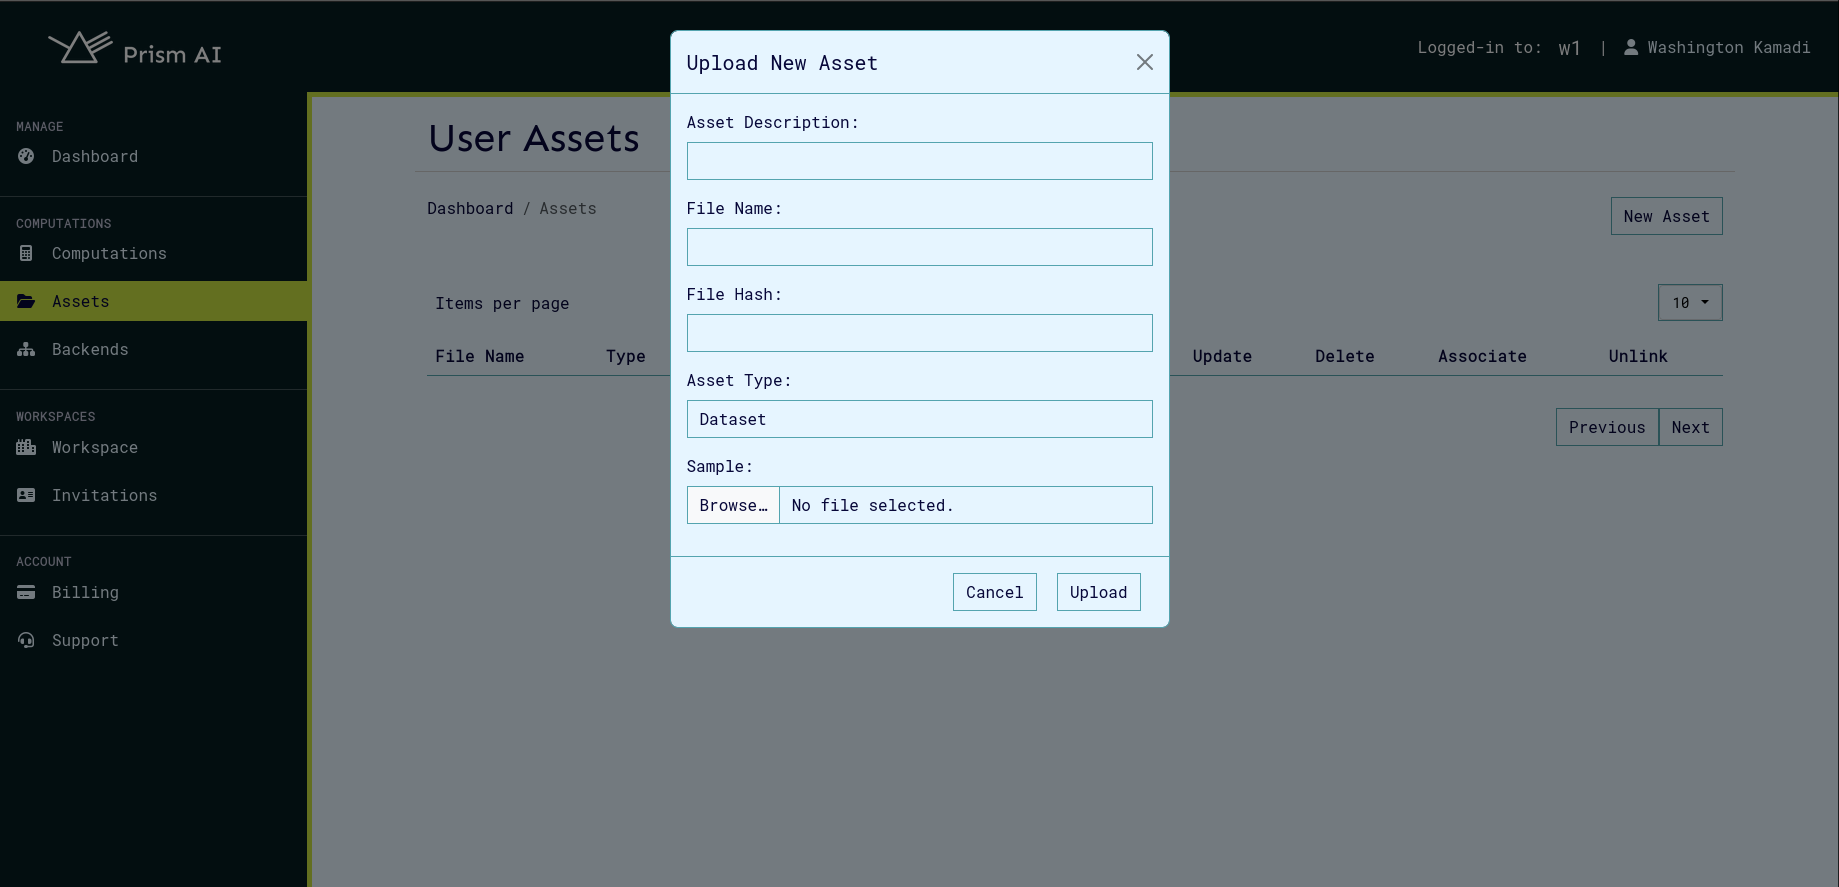 Prism AI
Logged-in to: w1 | Washington Kamadi
MANAGE
Dashboard
COMPUTATIONS
Computations
Assets
Backends
WORKSPACES
Workspace
Invitations
ACCOUNT
Billing
Support
User Assets
Dashboard / Assets
New Asset
Items per page
10
File Name Type Update Delete Associate Unlink
Previous Next
Upload New Asset
Asset Description:
File Name:
File Hash:
Asset Type:
Dataset
Sample:
Browse… No file selected.
Cancel Upload